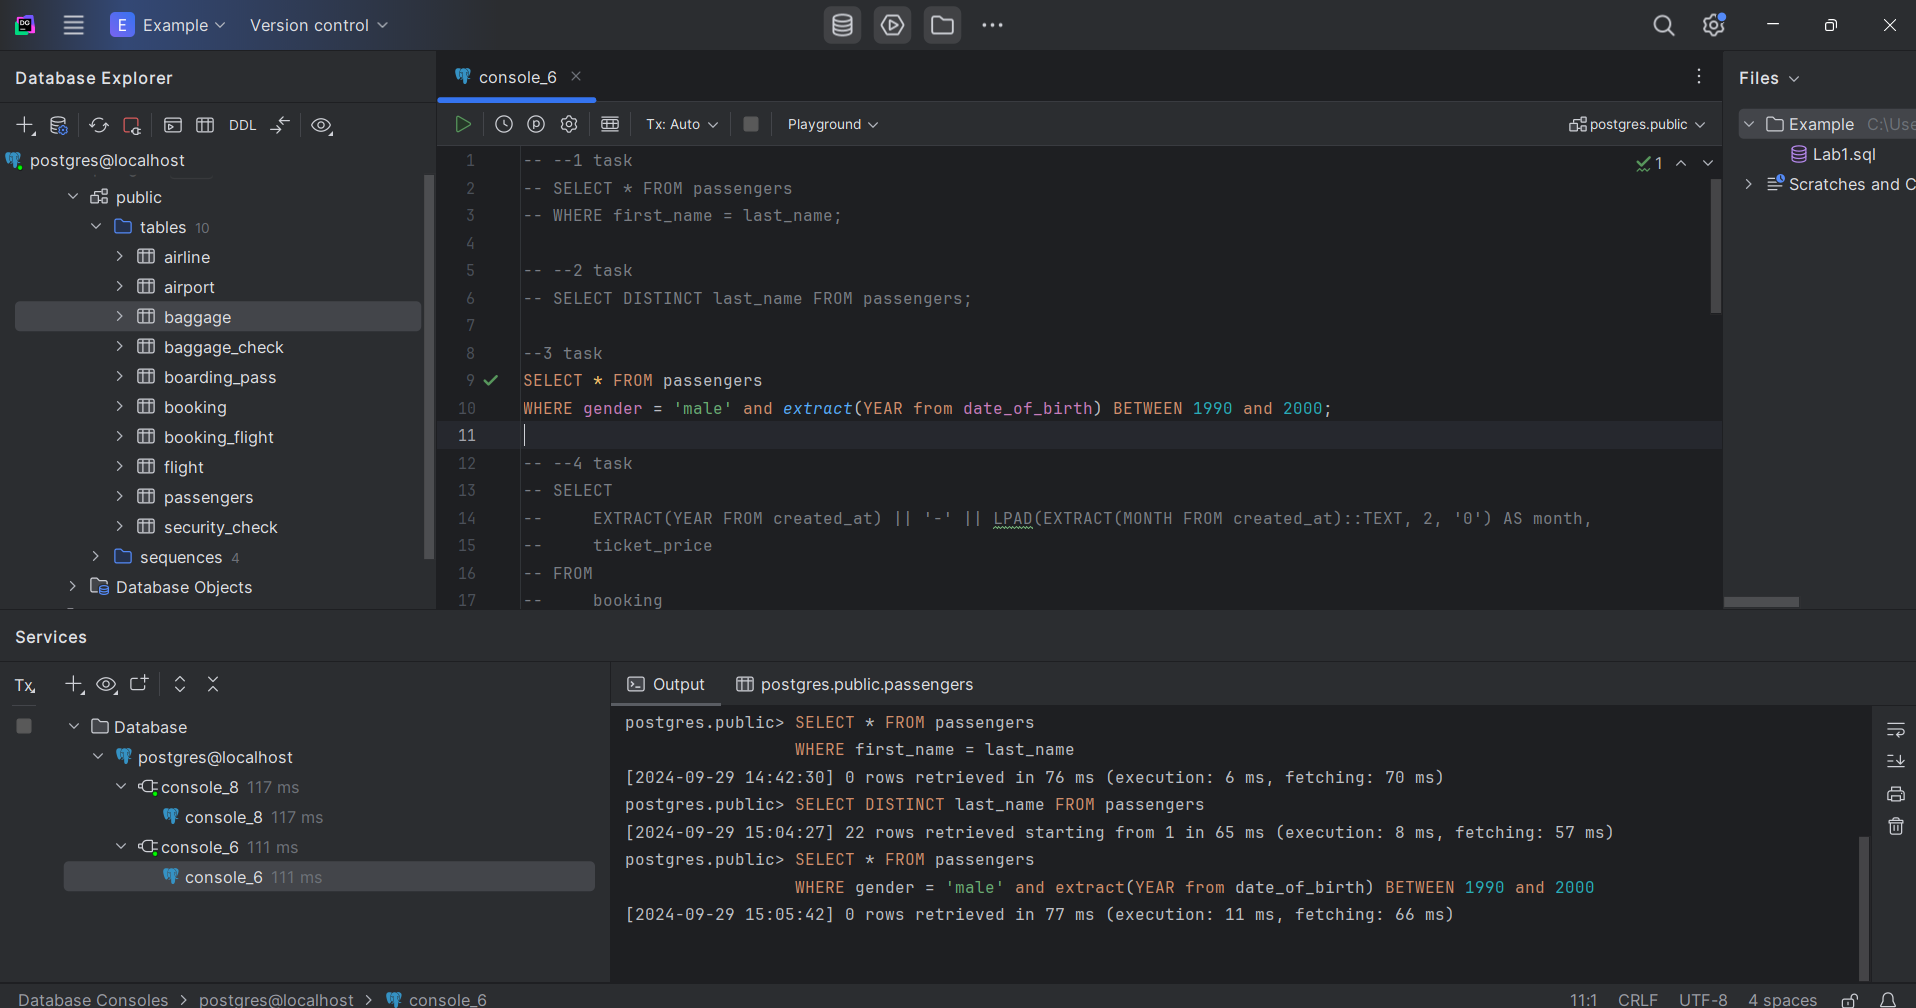 E Example Version control
Database Explorer
DDL
postgres@localhost
public
tables 10
airline
airport
baggage
baggage_check
boarding_pass
booking
booking_flight
flight
passengers
security_check
sequences 4
Database Objects
console_6
Tx: Auto Playground postgres.public
1 -- --1 task
2 -- SELECT * FROM passengers
3 -- WHERE first_name = last_name;
4
5 -- --2 task
6 -- SELECT DISTINCT last_name FROM passengers;
7
8 --3 task
9 SELECT * FROM passengers
10 WHERE gender = 'male' and extract(YEAR from date_of_birth) BETWEEN 1990 and 2000;
11
12 -- --4 task
13 -- SELECT
14 --     EXTRACT(YEAR FROM created_at) || '-' || LPAD(EXTRACT(MONTH FROM created_at)::TEXT, 2, '0') AS month,
15 --     ticket_price
16 -- FROM
17 --     booking
1
Files
Example C:\Use
Lab1.sql
Scratches and C
Services
Tx
Database
postgres@localhost
console_8 117 ms
console_8 117 ms
console_6 111 ms
console_6 111 ms
Output postgres.public.passengers
postgres.public> SELECT * FROM passengers
WHERE first_name = last_name
[2024-09-29 14:42:30] 0 rows retrieved in 76 ms (execution: 6 ms, fetching: 70 ms)
postgres.public> SELECT DISTINCT last_name FROM passengers
[2024-09-29 15:04:27] 22 rows retrieved starting from 1 in 65 ms (execution: 8 ms, fetching: 57 ms)
postgres.public> SELECT * FROM passengers
WHERE gender = 'male' and extract(YEAR from date_of_birth) BETWEEN 1990 and 2000
[2024-09-29 15:05:42] 0 rows retrieved in 77 ms (execution: 11 ms, fetching: 66 ms)
Database Consoles > postgres@localhost > console_6
11:1 CRLF UTF-8 4 spaces